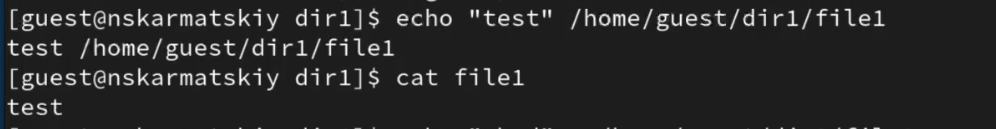 [guest@nskarmatskiy dir1]$ echo "test" /home/guest/dir1/file1
test /home/guest/dir1/file1
[guest@nskarmatskiy dir1]$ cat file1
test